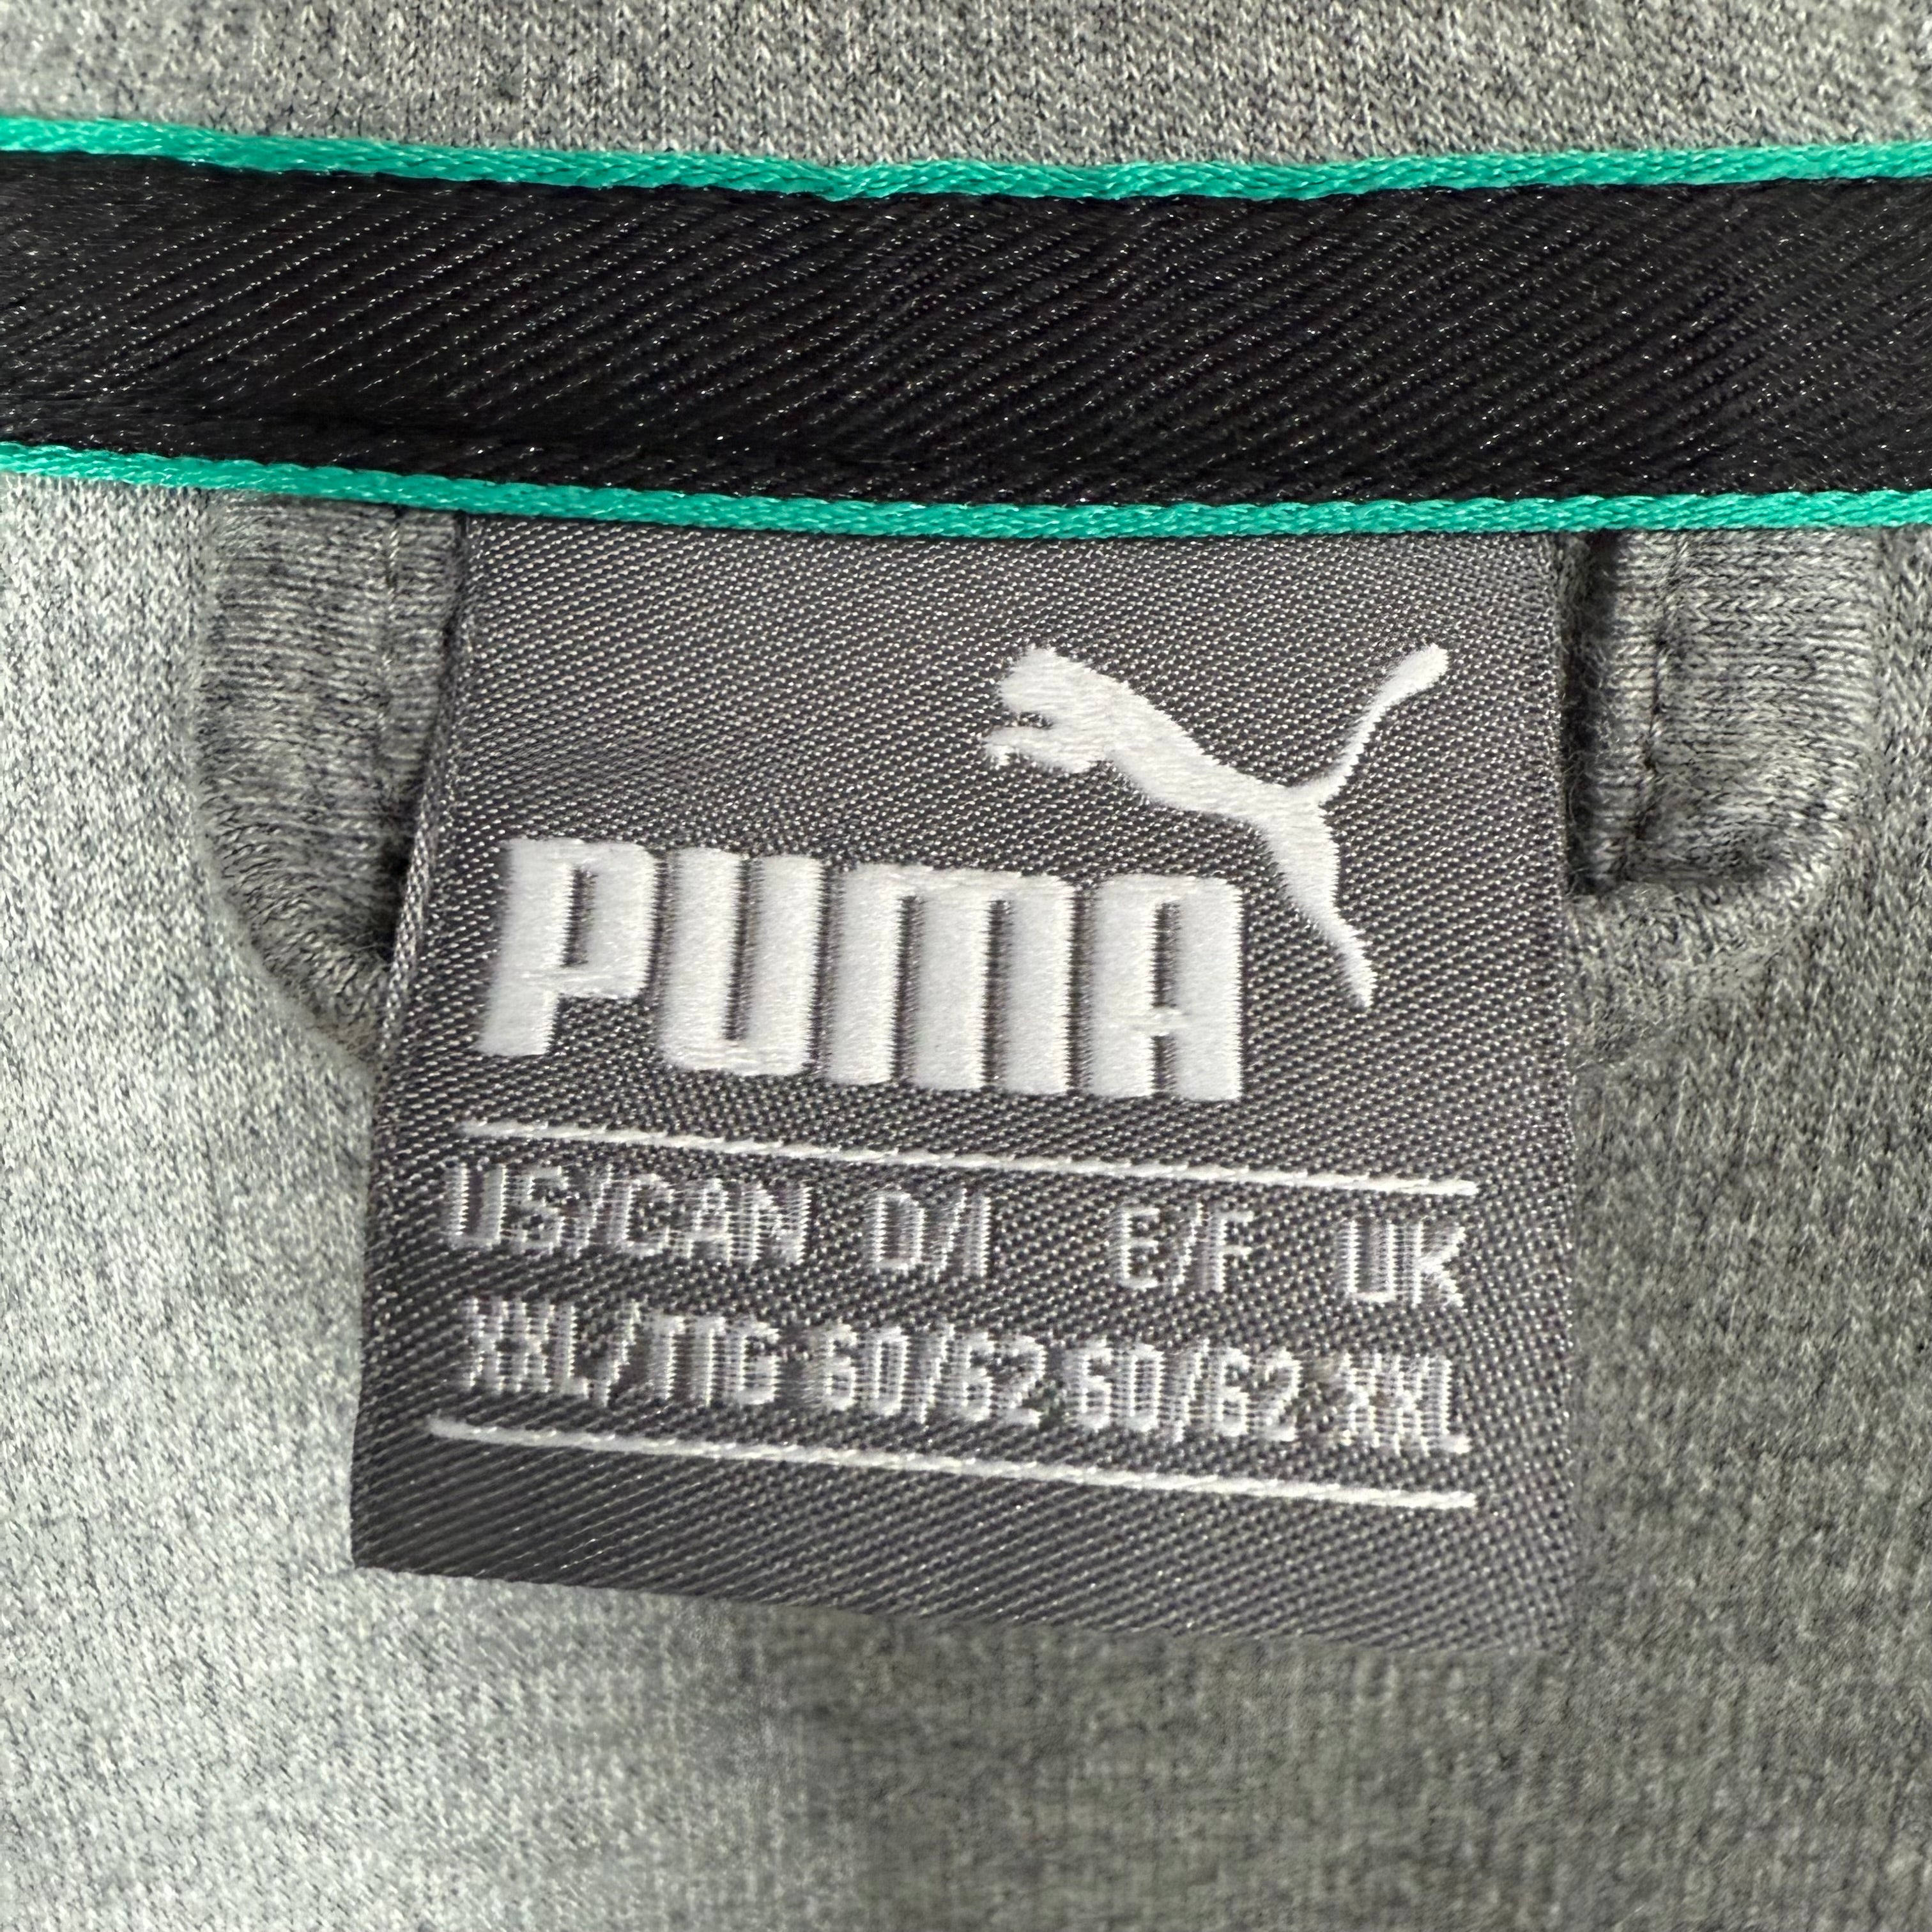 PUMA
US/CAN D/I E/F UK
XXL/TTG 60/62 60/62 XXL